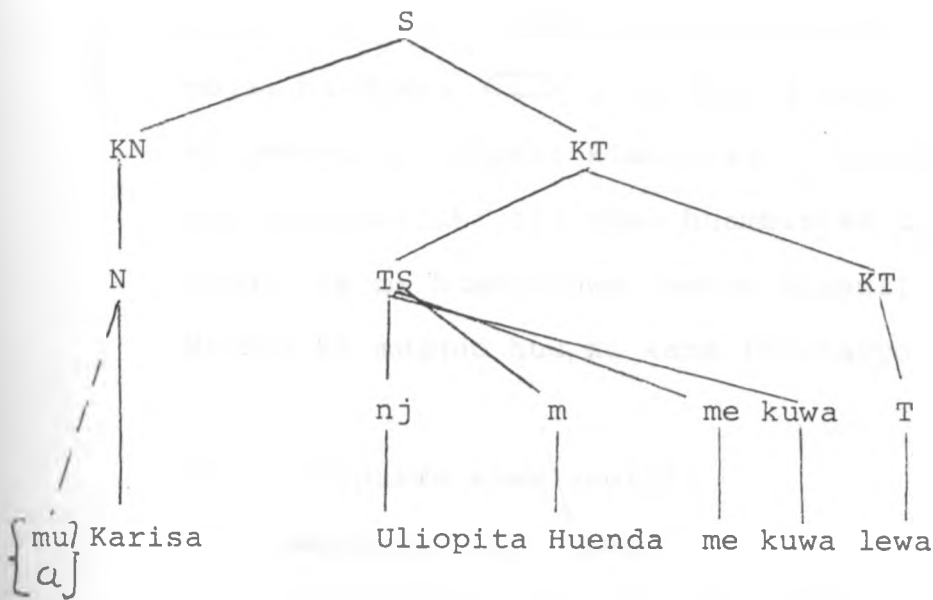 S
KN KT
N TS KT
nj m me kuwa T
{mu} Karisa Uliopita Huenda me kuwa lewa
{a}